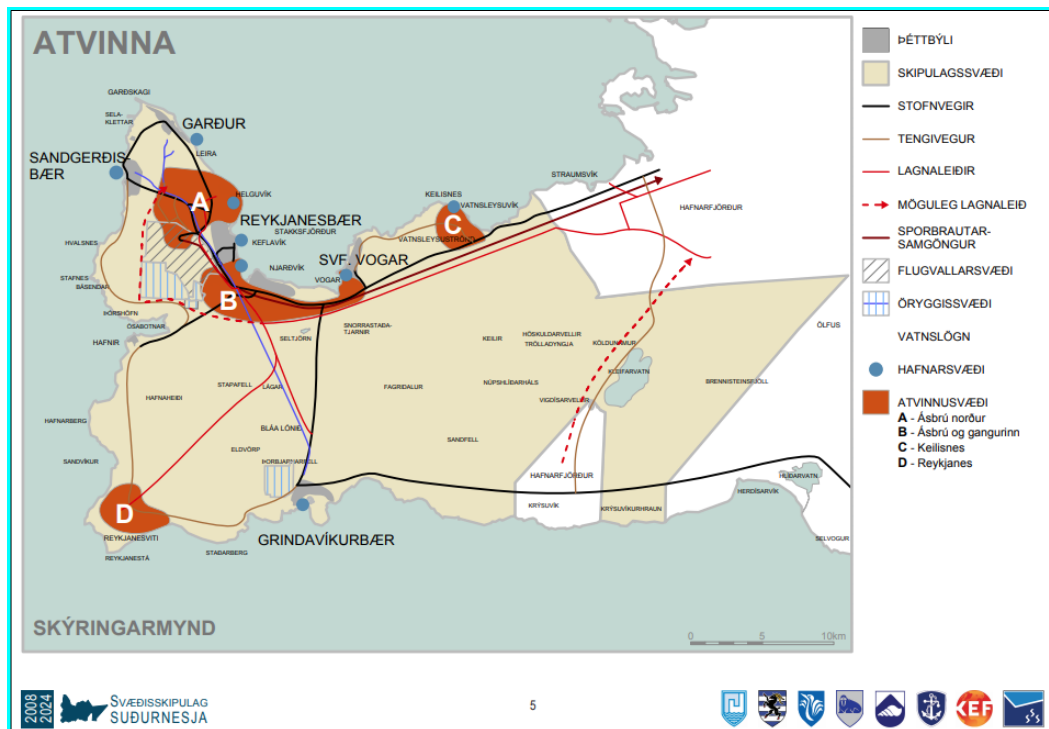 ATVINNA
GARÐSKAGI
SELA-
KLETTAR
GARÐUR
LEIRA
SANDGERÐIS-
BÆR
A
HELGUVÍK
REYKJANESBÆR
STAKKSFJÖRÐUR
KEFLAVÍK
HVALSNES
NJARÐVÍK
SVF. VOGAR
VOGAR
STAFNES
BÁSENDAR
B
ÞÓRSHÖFN
ÓSABOTNAR
HAFNIR
KEILISNES
VATNSLEYSUVÍK
C
VATNSLEYSUSTRÖND
STRAUMSVÍK
HAFNARFJÖRÐUR
SNORRASTAÐA-
TJARNIR
SELTJÖRN
KEILIR
HÖSKULDARVELLIR
TRÖLLADYNGJA
KÖLDUNÁMUR
ÖLFUS
STAPAFELL
LÁGAR
FAGRIDALUR
NÚPSHLÍÐARHÁLS
KLEIFARVATN
BRENNISTEINSFJÖLL
HAFNAHEIÐI
VIGDÍSARVELLIR
HAFNARBERG
BLÁA LÓNIÐ
ELDVÖRP
SANDFELL
ÞORBJARNARFELL
SANDVÍKUR
HAFNARFJÖRÐUR
HLÍÐARVATN
HERDÍSARVÍK
D
KRÝSUVÍK
KRÝSUVÍKURHRAUN
REYKJANESVITI
GRINDAVÍKURBÆR
SELVOGUR
STAÐARBERG
REYKJANESTÁ
SKÝRINGARMYND
0 5 10km
ÞÉTTBÝLI
SKIPULAGSSVÆÐI
STOFNVEGIR
TENGIVEGUR
LAGNALEIÐIR
MÖGULEG LAGNALEIÐ
SPORBRAUTAR-
SAMGÖNGUR
FLUGVALLARSVÆÐI
ÖRYGGISSVÆÐI
VATNSLÖGN
HAFNARSVÆÐI
ATVINNUSVÆÐI
A - Ásbrú norður
B - Ásbrú og gangurinn
C - Keilisnes
D - Reykjanes
2008
2024
SVÆÐISSKIPULAG
SUÐURNESJA
5
KEF